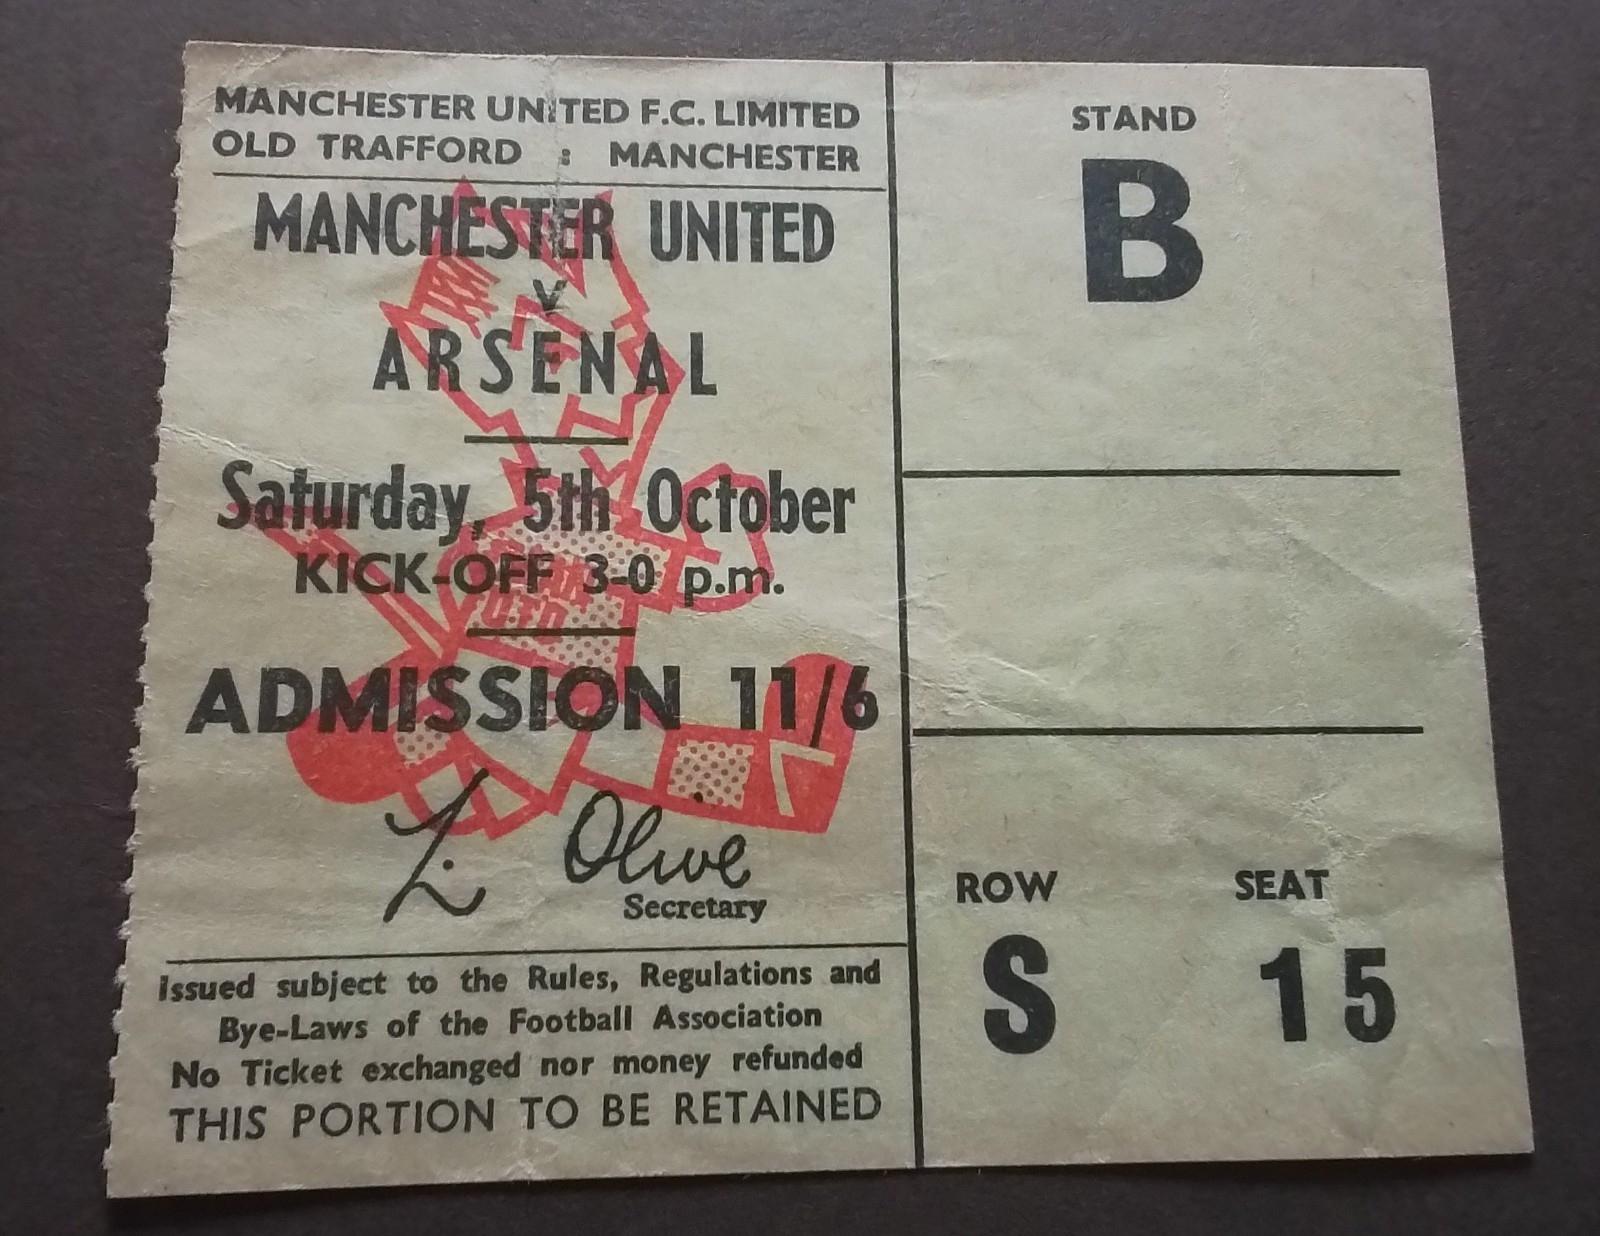 MANCHESTER UNITED F.C. LIMITED
OLD TRAFFORD : MANCHESTER
MANCHESTER UNITED
v
ARSENAL
Saturday, 5th October
KICK-OFF 3-0 p.m.
ADMISSION 11/6
L. Olive
Secretary
Issued subject to the Rules, Regulations and
Bye-Laws of the Football Association
No Ticket exchanged nor money refunded
THIS PORTION TO BE RETAINED
STAND
B
ROW SEAT
S 15